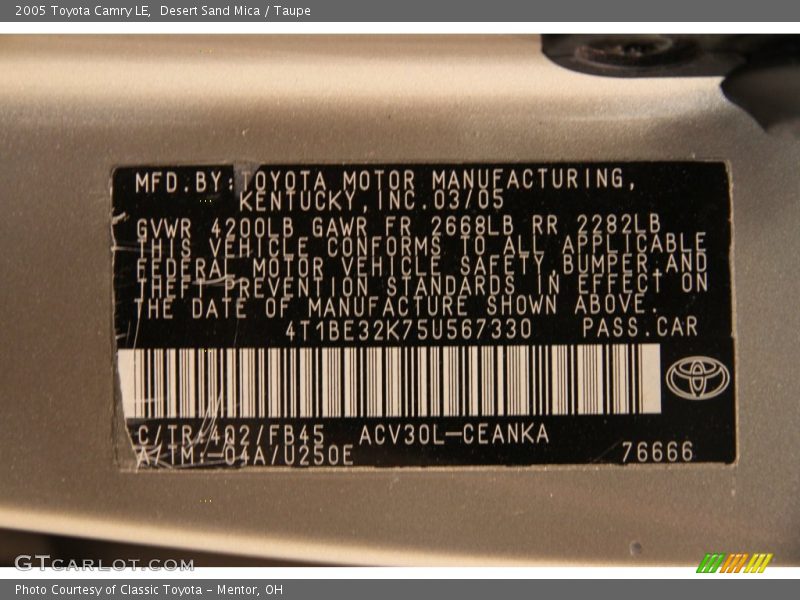 2005 Toyota Camry LE, Desert Sand Mica / Taupe
MFD.BY:TOYOTA MOTOR MANUFACTURING,
KENTUCKY,INC.03/05
GVWR 4200LB GAWR FR 2668LB RR 2282LB
THIS VEHICLE CONFORMS TO ALL APPLICABLE
FEDERAL MOTOR VEHICLE SAFETY,BUMPER,AND
THEFT PREVENTION STANDARDS IN EFFECT ON
THE DATE OF MANUFACTURE SHOWN ABOVE.
4T1BE32K75U567330 PASS.CAR
C/TR/4Q2/FB45 ACV30L-CEANKA
A/TM/-04A/U250E
76666
GTCARLOT.COM
Photo Courtesy of Classic Toyota - Mentor, OH